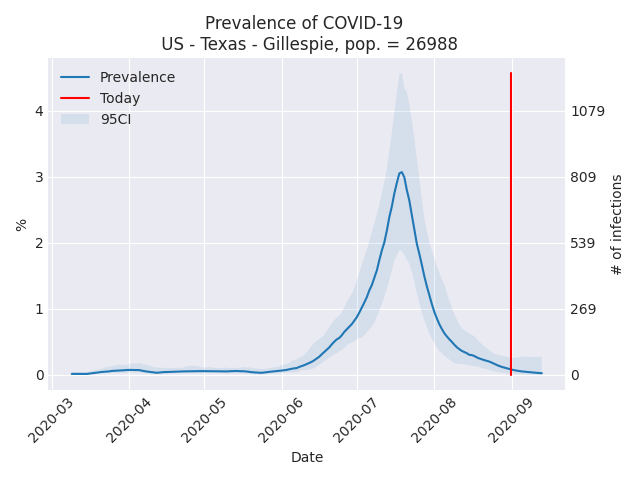 Prevalence of COVID-19
US - Texas - Gillespie, pop. = 26988
Prevalence
Today
95CI
4
3
2
1
0
%
1079
809
539
269
0
# of infections
2020-03
2020-04
2020-05
2020-06
2020-07
2020-08
2020-09
Date